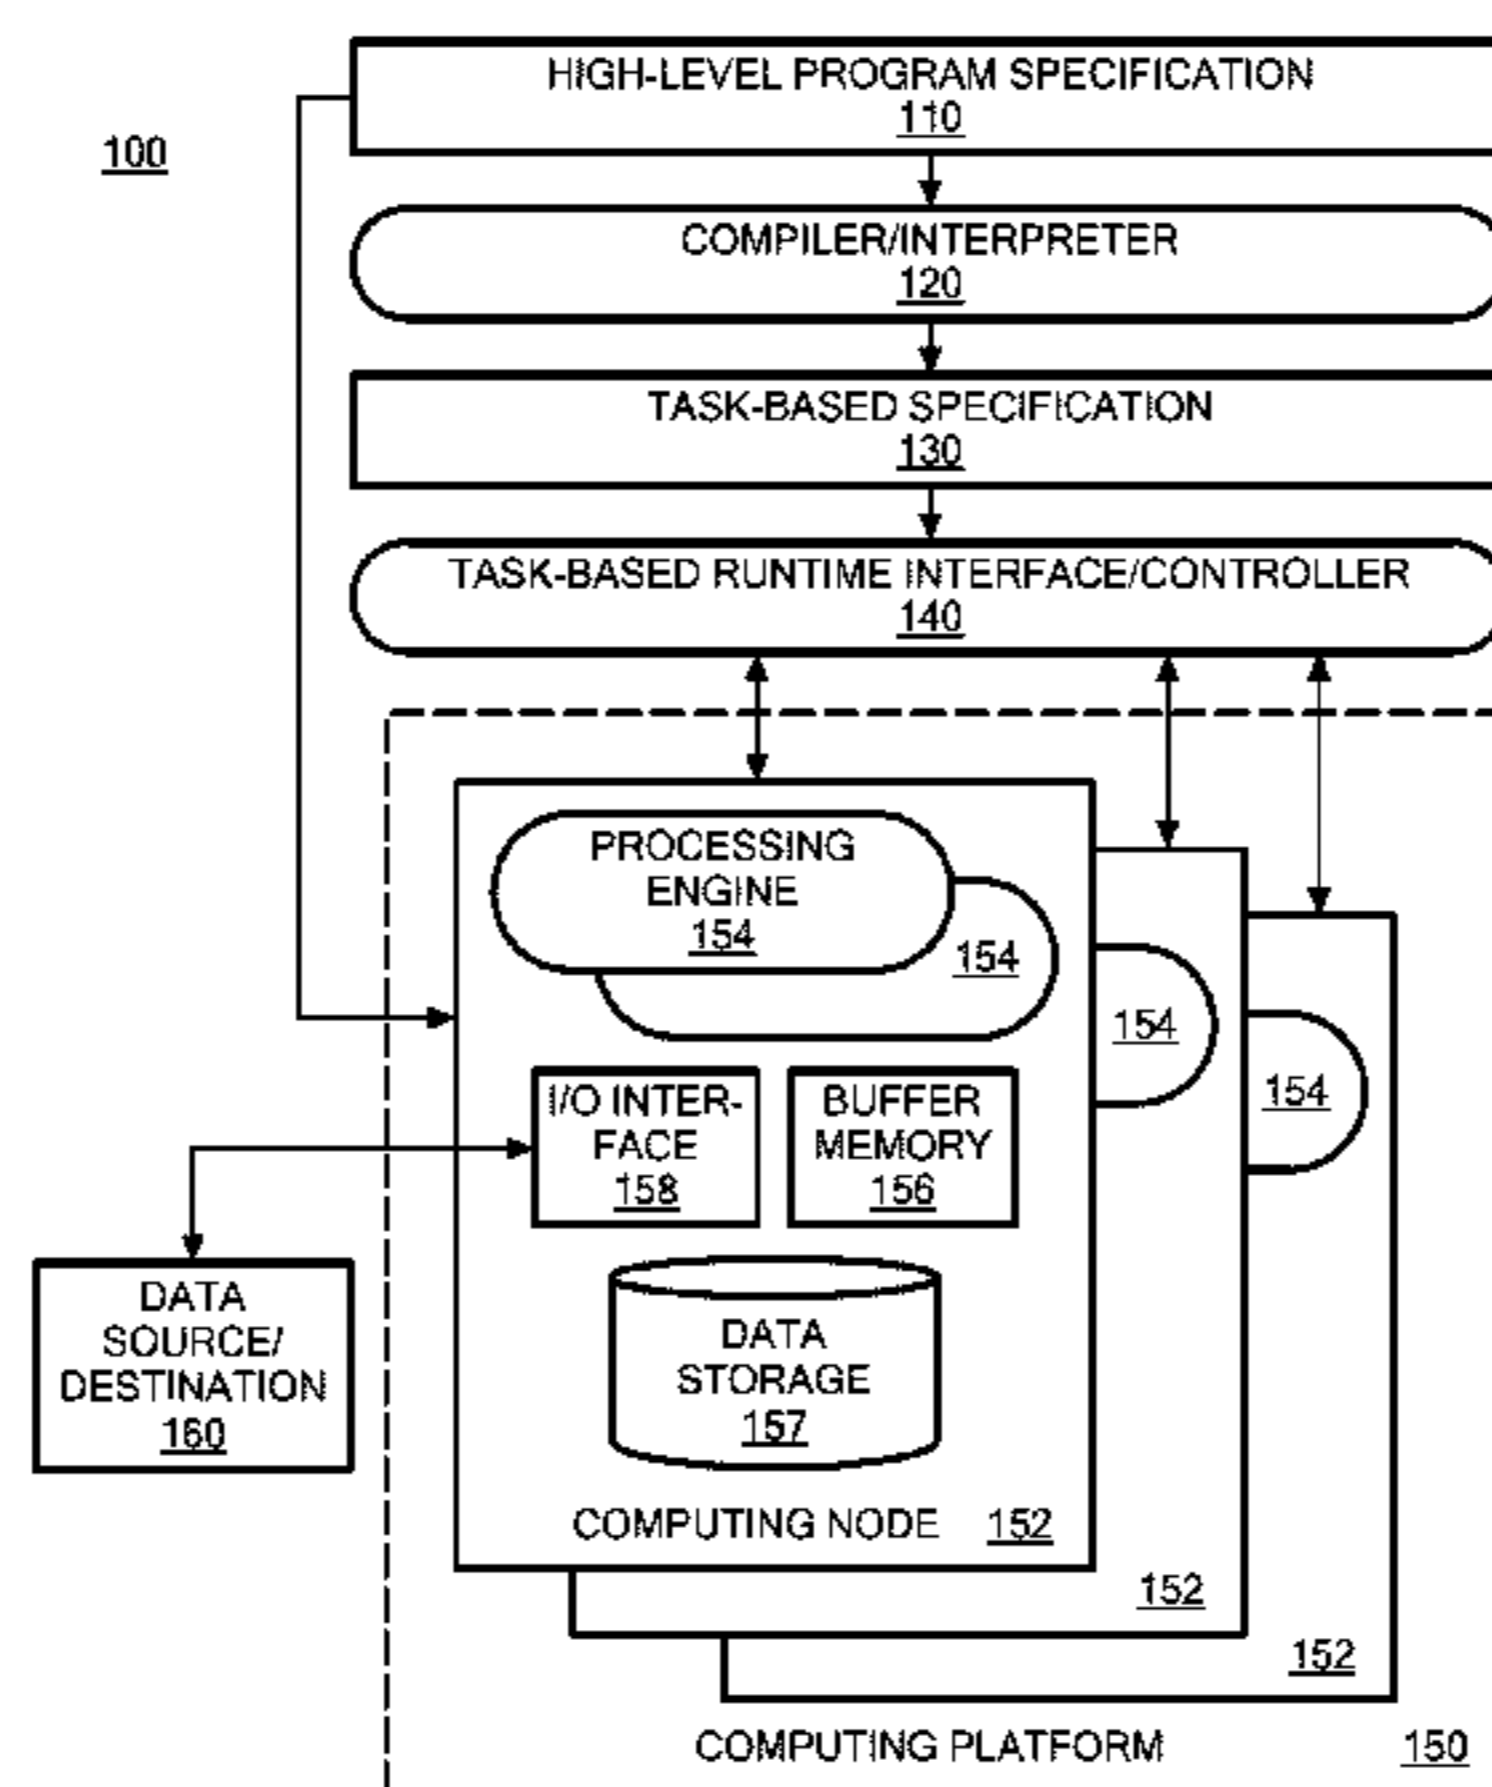 HIGH-LEVEL PROGRAM SPECIFICATION
110
100
COMPILER/INTERPRETER
120
TASK-BASED SPECIFICATION
130
TASK-BASED RUNTIME INTERFACE/CONTROLLER
140
PROCESSING
ENGINE
154
154
154
154
I/O INTER-
FACE
158
BUFFER
MEMORY
156
DATA
SOURCE/
DESTINATION
160
DATA
STORAGE
157
COMPUTING NODE 152
152
152
COMPUTING PLATFORM 150